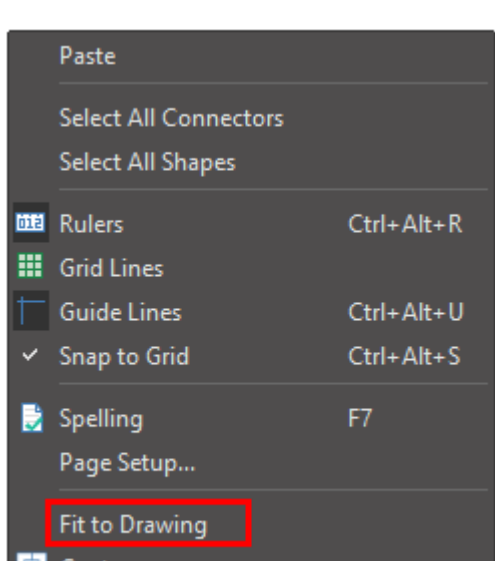 Paste
Select All Connectors
Select All Shapes
Rulers Ctrl+Alt+R
Grid Lines
Guide Lines Ctrl+Alt+U
Snap to Grid Ctrl+Alt+S
Spelling F7
Page Setup...
Fit to Drawing